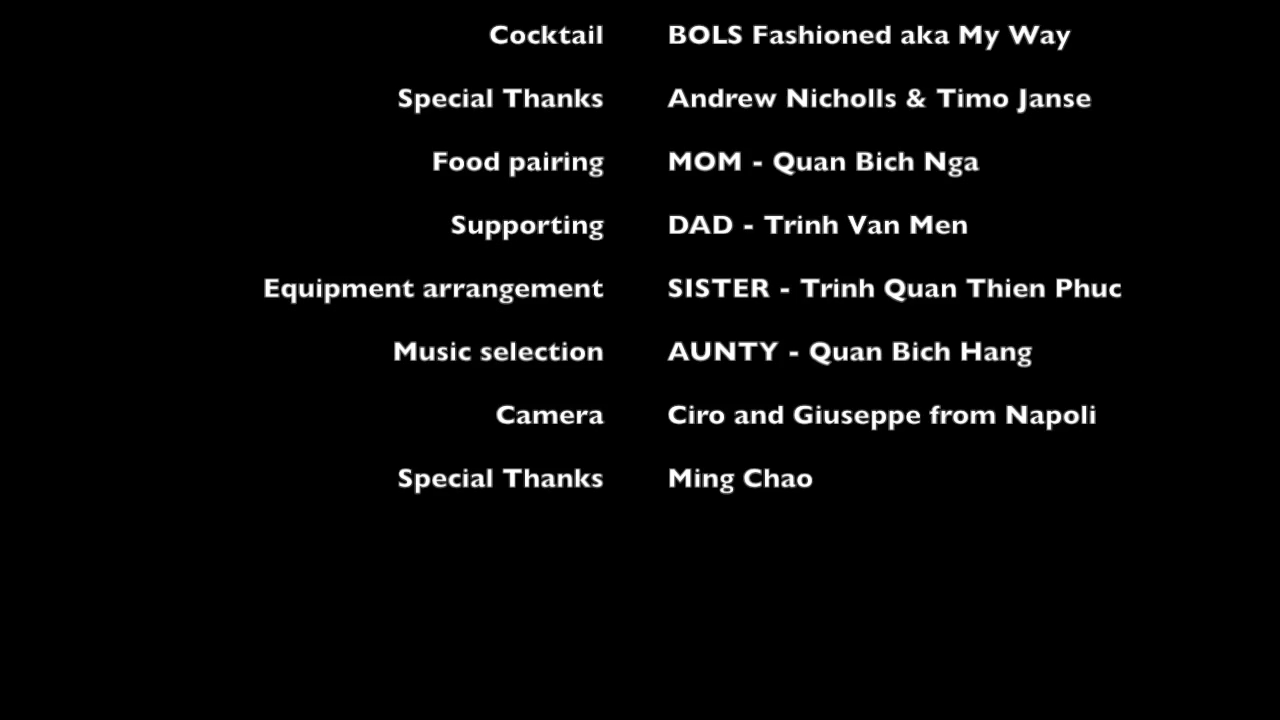 Cocktail BOLS Fashioned aka My Way
Special Thanks Andrew Nicholls & Timo Janse
Food pairing MOM - Quan Bich Nga
Supporting DAD - Trinh Van Men
Equipment arrangement SISTER - Trinh Quan Thien Phuc
Music selection AUNTY - Quan Bich Hang
Camera Ciro and Giuseppe from Napoli
Special Thanks Ming Chao